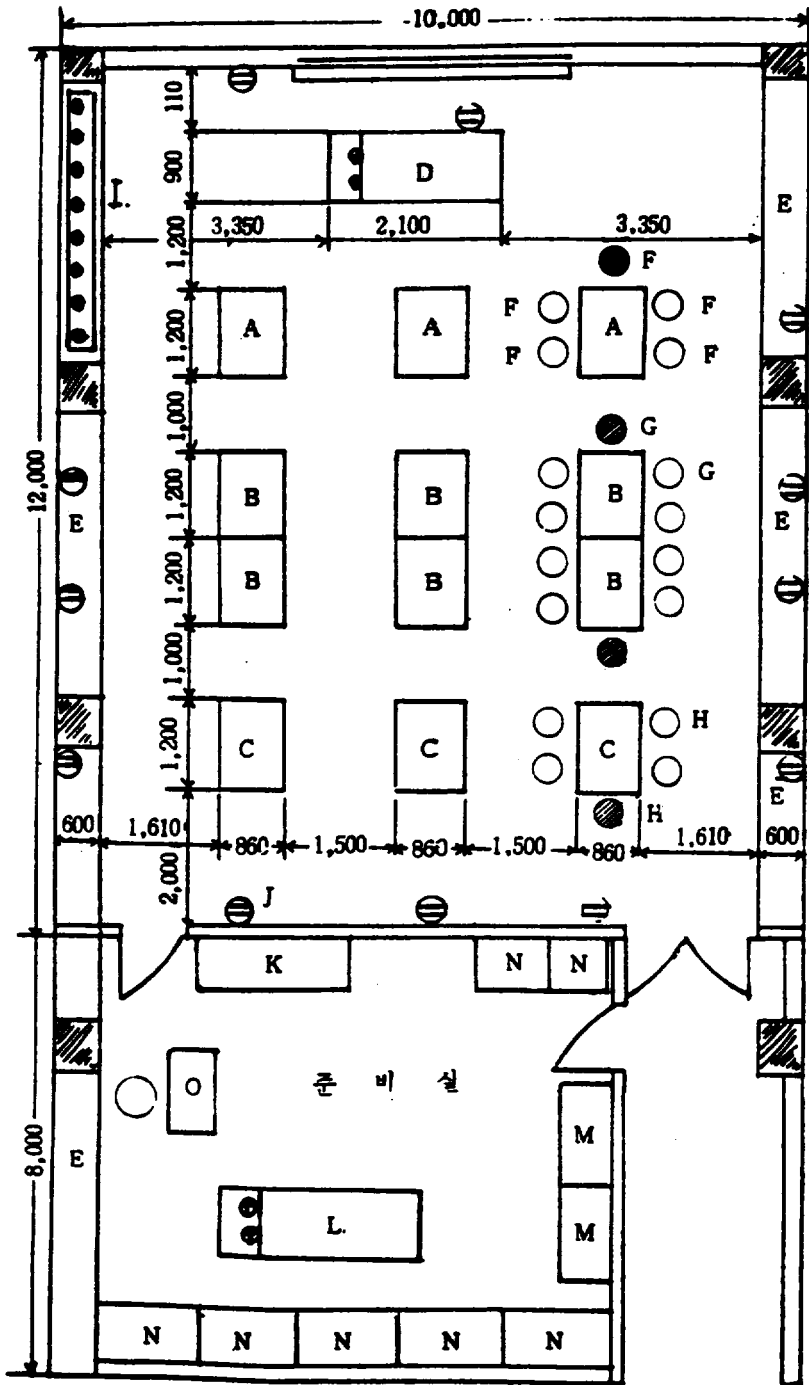 10,000
110
900
D
I.
E
1,200
3,350
2,100
3,350
F
A
A
F
A
F
F
F
1,200
1,000
G
12,000
E
1,200
B
B
B
G
E
1,200
B
B
B
1,000
1,200
C
C
C
H
E
600
1,610
860
1,500
860
1,500
860
1,610
600
H
2,000
J
K
N
N
O
준 비 실
8,000
E
M
L.
M
N
N
N
N
N